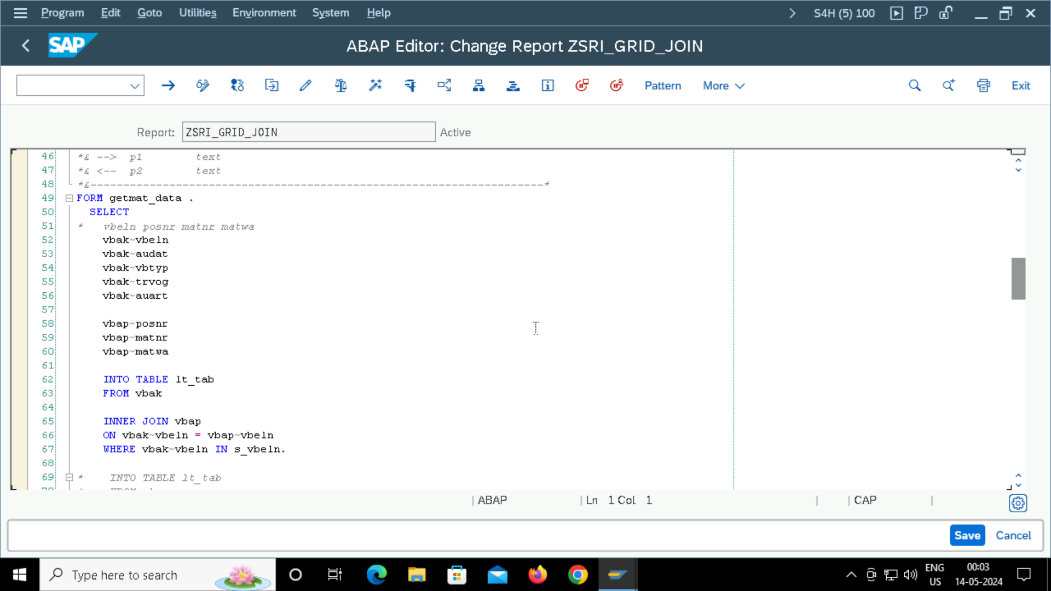 Program Edit Goto Utilities Environment System Help S4H (5) 100
SAP ABAP Editor: Change Report ZSRI_GRID_JOIN
Pattern More Exit
Report: ZSRI_GRID_JOIN Active
46 *& --> p1 text
47 *& <-- p2 text
48 *&---------------------------------------------------------------------*
49 FORM getmat_data .
50 SELECT
51 * vbeln posnr matnr matwa
52 vbak~vbeln
53 vbak~audat
54 vbak~vbtyp
55 vbak~trvog
56 vbak~auart
57
58 vbap~posnr
59 vbap~matnr
60 vbap~matwa
61
62 INTO TABLE lt_tab
63 FROM vbak
64
65 INNER JOIN vbap
66 ON vbak~vbeln = vbap~vbeln
67 WHERE vbak~vbeln IN s_vbeln.
68
69 * INTO TABLE lt_tab
ABAP Ln 1 Col 1 CAP
Save Cancel
Type here to search
ENG 00:03
US 14-05-2024